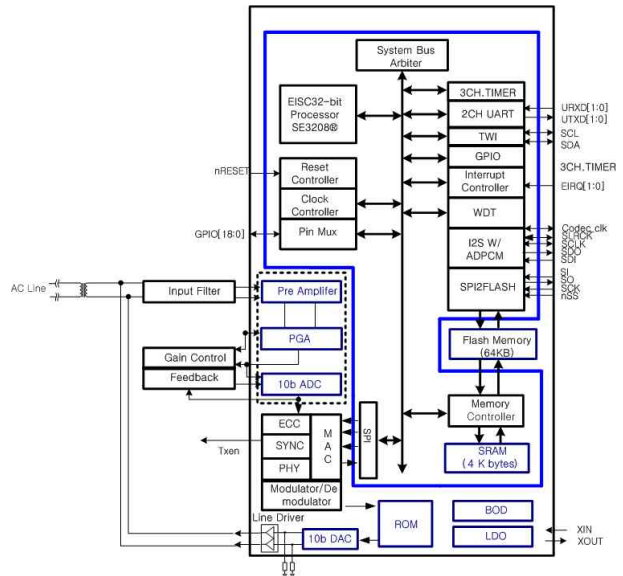 System Bus
Arbiter
EISC32-bit
Processor
SE3208®
3CH.TIMER
2CH UART
TWI
GPIO
Interrupt
Controller
WDT
I2S W/
ADPCM
SPI2FLASH
URXD[1:0]
UTXD[1:0]
SCL
SDA
3CH.TIMER
EIRQ[1:0]
Codec_clk
SLRCK
SCLK
SDO
SDI
SI
SO
SCK
nSS
nRESET
Reset
Controller
Clock
Controller
Pin Mux
GPIO[18:0]
AC Line
Input Filter
Pre Amplifer
PGA
Gain Control
Feedback
10b ADC
Flash Memory
(64KB)
Memory
Controller
SRAM
(4 K bytes)
ECC
SYNC
PHY
MAC
SPI
Txen
Modulator/De
modulator
Line Driver
10b DAC
ROM
BOD
LDO
XIN
XOUT